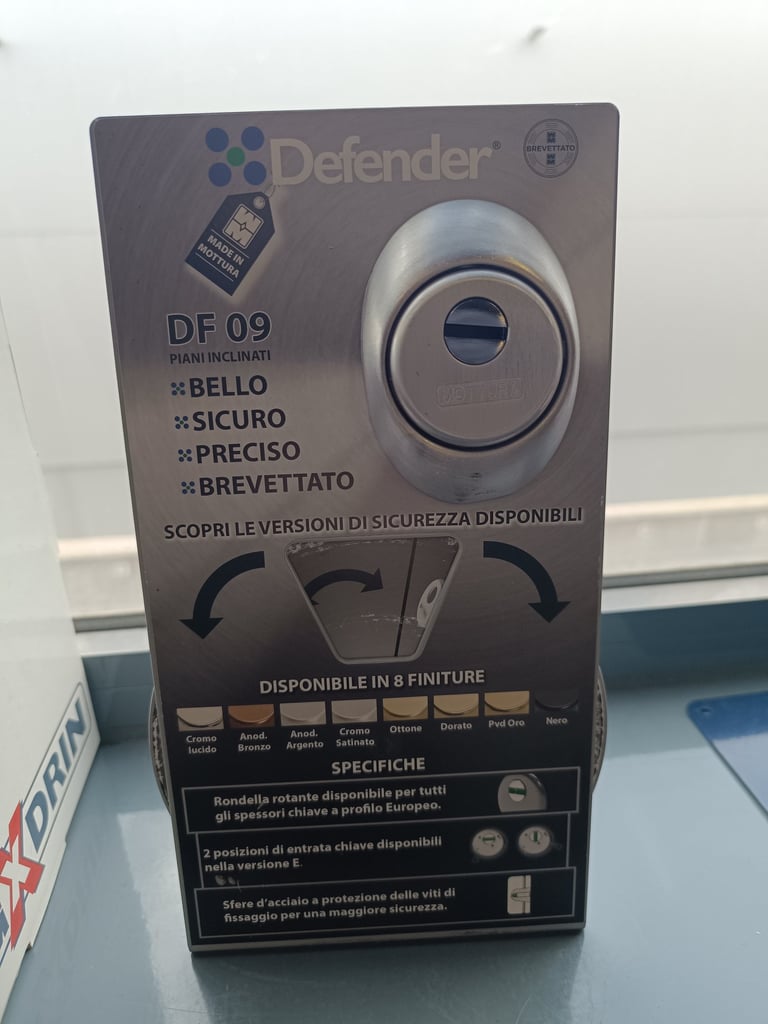 Defender®
BREVETTATO
MADE IN
MOTTURA
DF 09
PIANI INCLINATI
BELLO
SICURO
PRECISO
BREVETTATO
MOTTURA
SCOPRI LE VERSIONI DI SICUREZZA DISPONIBILI
DISPONIBILE IN 8 FINITURE
Cromo
lucido
Anod.
Bronzo
Anod.
Argento
Cromo
Satinato
Ottone
Dorato
Pvd Oro
Nero
SPECIFICHE
Rondella rotante disponibile per tutti
gli spessori chiave a profilo Europeo.
2 posizioni di entrata chiave disponibili
nella versione E.
Sfere d'acciaio a protezione delle viti di
fissaggio per una maggiore sicurezza.
DRIN